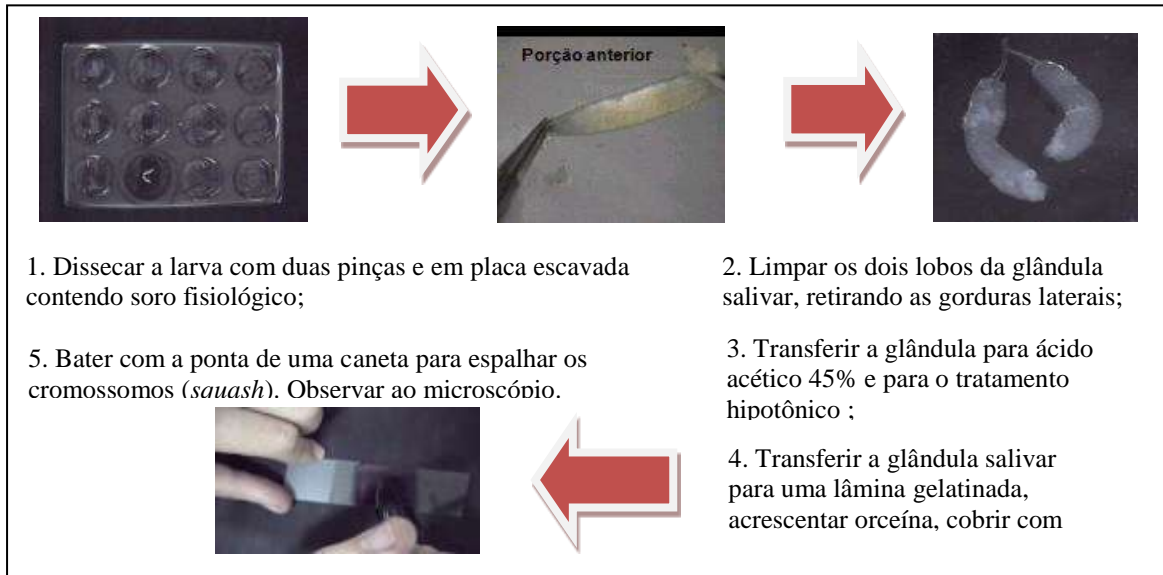 Porção anterior
1. Dissecar a larva com duas pinças e em placa escavada
contendo soro fisiológico;
2. Limpar os dois lobos da glândula
salivar, retirando as gorduras laterais;
3. Transferir a glândula para ácido
acético 45% e para o tratamento
hipotônico ;
4. Transferir a glândula salivar
para uma lâmina gelatinada,
acrescentar orceína, cobrir com
5. Bater com a ponta de uma caneta para espalhar os
cromossomos (squash). Observar ao microscópio.